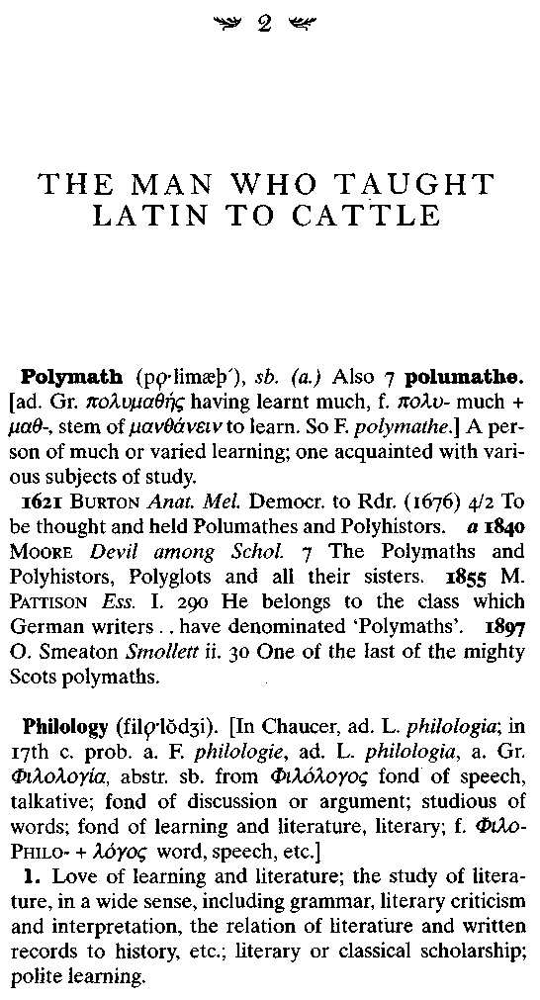 2
THE MAN WHO TAUGHT
LATIN TO CATTLE
Polymath (pǫ·limæþ′), sb. (a.) Also 7 polumathe.
[ad. Gr. πολυμαθής having learnt much, f. πολυ- much +
μαθ-, stem of μανθάνειν to learn. So F. polymathe.] A per-
son of much or varied learning; one acquainted with vari-
ous subjects of study.
1621 BURTON Anat. Mel. Democr. to Rdr. (1676) 4/2 To
be thought and held Polumathes and Polyhistors. a 1840
MOORE Devil among Schol. 7 The Polymaths and
Polyhistors, Polyglots and all their sisters. 1855 M.
PATTISON Ess. I. 290 He belongs to the class which
German writers . . have denominated ‘Polymaths’. 1897
O. Smeaton Smollett ii. 30 One of the last of the mighty
Scots polymaths.
Philology (filǫ·lŏdʒi). [In Chaucer, ad. L. philologia; in
17th c. prob. a. F. philologie, ad. L. philologia, a. Gr.
Φιλολογία, abstr. sb. from Φιλόλογος fond of speech,
talkative; fond of discussion or argument; studious of
words; fond of learning and literature, literary; f. Φιλο-
PHILO- + λόγος word, speech, etc.]
1. Love of learning and literature; the study of litera-
ture, in a wide sense, including grammar, literary criticism
and interpretation, the relation of literature and written
records to history, etc.; literary or classical scholarship;
polite learning.